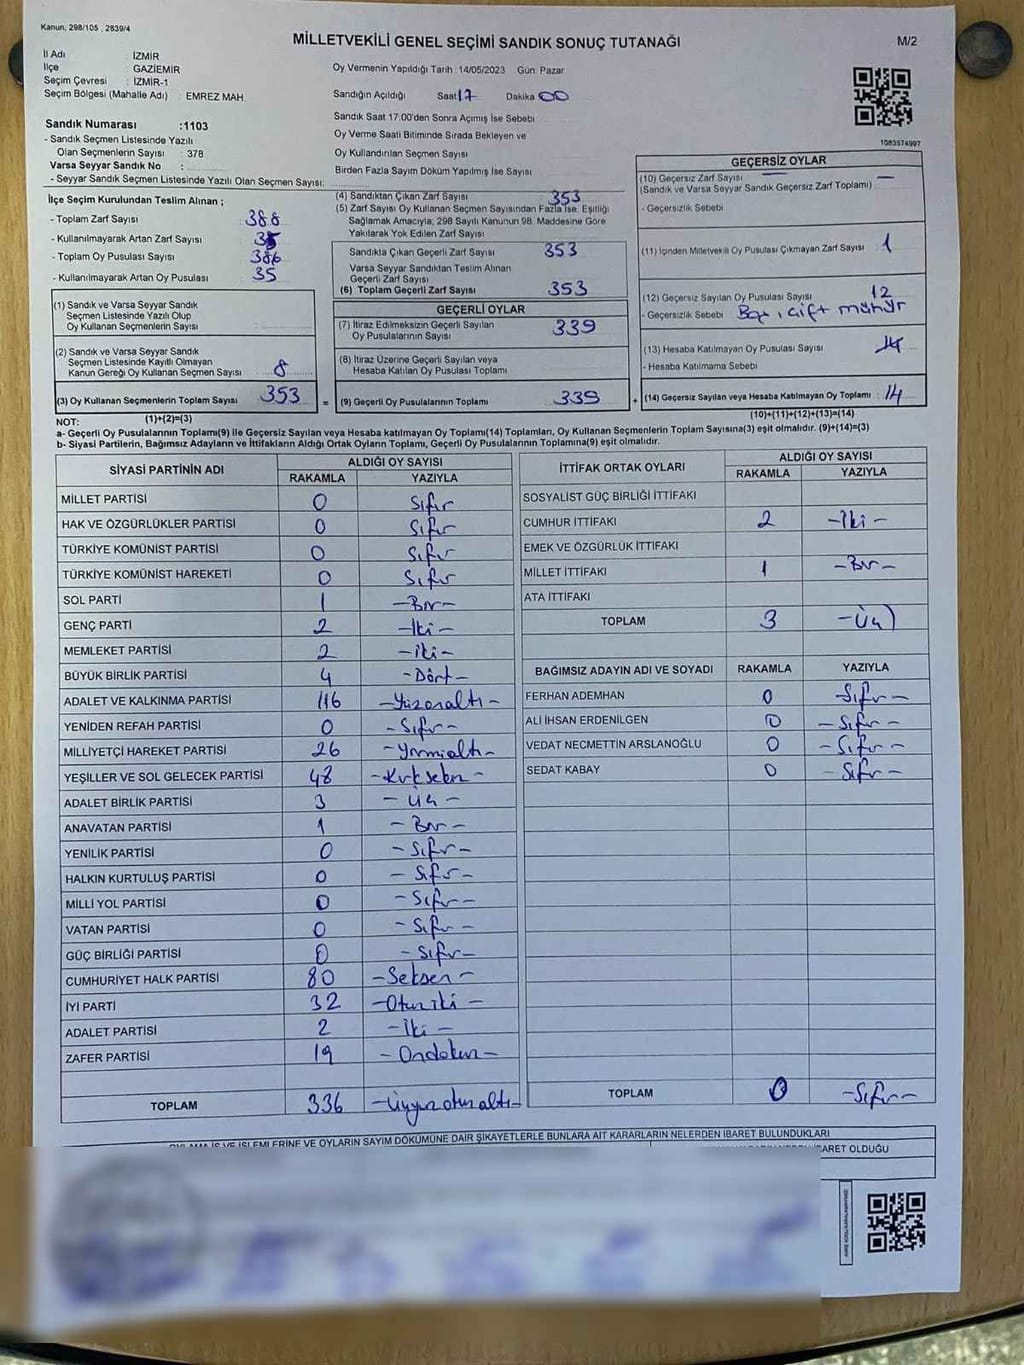 Kanun, 298/105 , 2839/4
MİLLETVEKİLİ GENEL SEÇİMİ SANDIK SONUÇ TUTANAĞI
M/2
İl Adı İZMİR
İlçe GAZİEMİR
Seçim Çevresi : İZMİR-1
Seçim Bölgesi (Mahalle Adı) : EMREZ MAH.
Oy Vermenin Yapıldığı Tarih : 14/05/2023 Gün: Pazar
Sandığın Açıldığı Saat 17 Dakika 00
Sandık Saat 17:00'den Sonra Açımış İse Sebebi
Oy Verme Saati Bitiminde Sırada Bekleyen ve
Oy Kullandırılan Seçmen Sayısı
Birden Fazla Sayım Döküm Yapılmış İse Sayısı
1083574997
Sandık Numarası :1103
- Sandık Seçmen Listesinde Yazılı
Olan Seçmenlerin Sayısı : 378
Varsa Seyyar Sandık No :
- Seyyar Sandık Seçmen Listesinde Yazılı Olan Seçmen Sayısı:
İlçe Seçim Kurulundan Teslim Alınan ;
- Toplam Zarf Sayısı 388
- Kullanılmayarak Artan Zarf Sayısı 35
- Toplam Oy Pusulası Sayısı 386
- Kullanılmayarak Artan Oy Pusulası 35
(1) Sandık ve Varsa Seyyar Sandık
Seçmen Listesinde Yazılı Olup
Oy Kullanan Seçmenlerin Sayısı
(2) Sandık ve Varsa Seyyar Sandık
Seçmen Listesinde Kayıtlı Olmayan
Kanun Gereği Oy Kullanan Seçmen Sayısı 8
(3) Oy Kullanan Seçmenlerin Toplam Sayısı 353 =
(4) Sandıktan Çıkan Zarf Sayısı 353
(5) Zarf Sayısı Oy Kullanan Seçmen Sayısından Fazla İse, Eşitliği
Sağlamak Amacıyla; 298 Sayılı Kanunun 98. Maddesine Göre
Yakılarak Yok Edilen Zarf Sayısı
Sandıkta Çıkan Geçerli Zarf Sayısı 353
Varsa Seyyar Sandıktan Teslim Alınan
Geçerli Zarf Sayısı
(6) Toplam Geçerli Zarf Sayısı 353
GEÇERLİ OYLAR
(7) İtiraz Edilmeksizin Geçerli Sayılan
Oy Pusulalarının Sayısı 339
(8) İtiraz Üzerine Geçerli Sayılan veya
Hesaba Katılan Oy Pusulası Toplamı
(9) Geçerli Oy Pusulalarının Toplamı 339 +
GEÇERSİZ OYLAR
(10) Geçersiz Zarf Sayısı —
(Sandık ve Varsa Seyyar Sandık Geçersiz Zarf Toplamı)
- Geçersizlik Sebebi
(11) İçinden Milletvekili Oy Pusulası Çıkmayan Zarf Sayısı 1
(12) Geçersiz Sayılan Oy Pusulası Sayısı 12
- Geçersizlik Sebebi Boş, çift mühür
(13) Hesaba Katılmayan Oy Pusulası Sayısı
- Hesaba Katılmama Sebebi
(14) Geçersiz Sayılan veya Hesaba Katılmayan Oy Toplamı : 14
NOT: (1)+(2)=(3)
(10)+(11)+(12)+(13)=(14)
a- Geçerli Oy Pusulalarının Toplamı(9) ile Geçersiz Sayılan veya Hesaba Katılmayan Oy Toplamı(14) Toplamları, Oy Kullanan Seçmenlerin Toplam Sayısına(3) eşit olmalıdır. (9)+(14)=(3)
b- Siyasi Partilerin, Bağımsız Adayların ve İttifakların Aldığı Ortak Oyların Toplamı, Geçerli Oy Pusulalarının Toplamına(9) eşit olmalıdır.
SİYASİ PARTİNİN ADI ALDIĞI OY SAYISI
RAKAMLA YAZIYLA
MİLLET PARTİSİ 0 Sıfır
HAK VE ÖZGÜRLÜKLER PARTİSİ 0 Sıfır
TÜRKİYE KOMÜNİST PARTİSİ 0 Sıfır
TÜRKİYE KOMÜNİST HAREKETİ 0 Sıfır
SOL PARTİ 1 -Bir-
GENÇ PARTİ 2 -İki-
MEMLEKET PARTİSİ 2 -iki-
BÜYÜK BİRLİK PARTİSİ 4 -Dört-
ADALET VE KALKINMA PARTİSİ 116 -Yüzonaltı-
YENİDEN REFAH PARTİSİ 0 -Sıfır-
MİLLİYETÇİ HAREKET PARTİSİ 26 -Yirmialtı-
YEŞİLLER VE SOL GELECEK PARTİSİ 48 -Kırksekiz-
ADALET BİRLİK PARTİSİ 3 -Üç-
ANAVATAN PARTİSİ 1 -Bir-
YENİLİK PARTİSİ 0 -Sıfır-
HALKIN KURTULUŞ PARTİSİ 0 -Sıfır-
MİLLİ YOL PARTİSİ 0 -Sıfır-
VATAN PARTİSİ 0 -Sıfır-
GÜÇ BİRLİĞİ PARTİSİ 0 -Sıfır-
CUMHURİYET HALK PARTİSİ 80 -Seksen-
İYİ PARTİ 32 -Otuziki-
ADALET PARTİSİ 2 -İki-
ZAFER PARTİSİ 19 -Ondokuz-
TOPLAM 336 -Üçyüzotuzaltı-
İTTİFAK ORTAK OYLARI ALDIĞI OY SAYISI
RAKAMLA YAZIYLA
SOSYALİST GÜÇ BİRLİĞİ İTTİFAKI
CUMHUR İTTİFAKI 2 -İki-
EMEK VE ÖZGÜRLÜK İTTİFAKI
MİLLET İTTİFAKI 1 -Bir-
ATA İTTİFAKI
TOPLAM 3 -Üç
BAĞIMSIZ ADAYIN ADI VE SOYADI RAKAMLA YAZIYLA
FERHAN ADEMHAN 0 -Sıfır-
ALİ İHSAN ERDENİLGEN 0 -Sıfır-
VEDAT NECMETTİN ARSLANOĞLU 0 -Sıfır-
SEDAT KABAY 0 -Sıfır-
TOPLAM 0 -Sıfır-
OYLAMA İŞ VE İŞLEMLERİNE VE OYLARIN SAYIM DÖKÜMÜNE DAİR ŞİKAYETLERLE BUNLARA AİT KARARLARIN NELERDEN İBARET BULUNDUKLARI
İBARET OLDUĞU